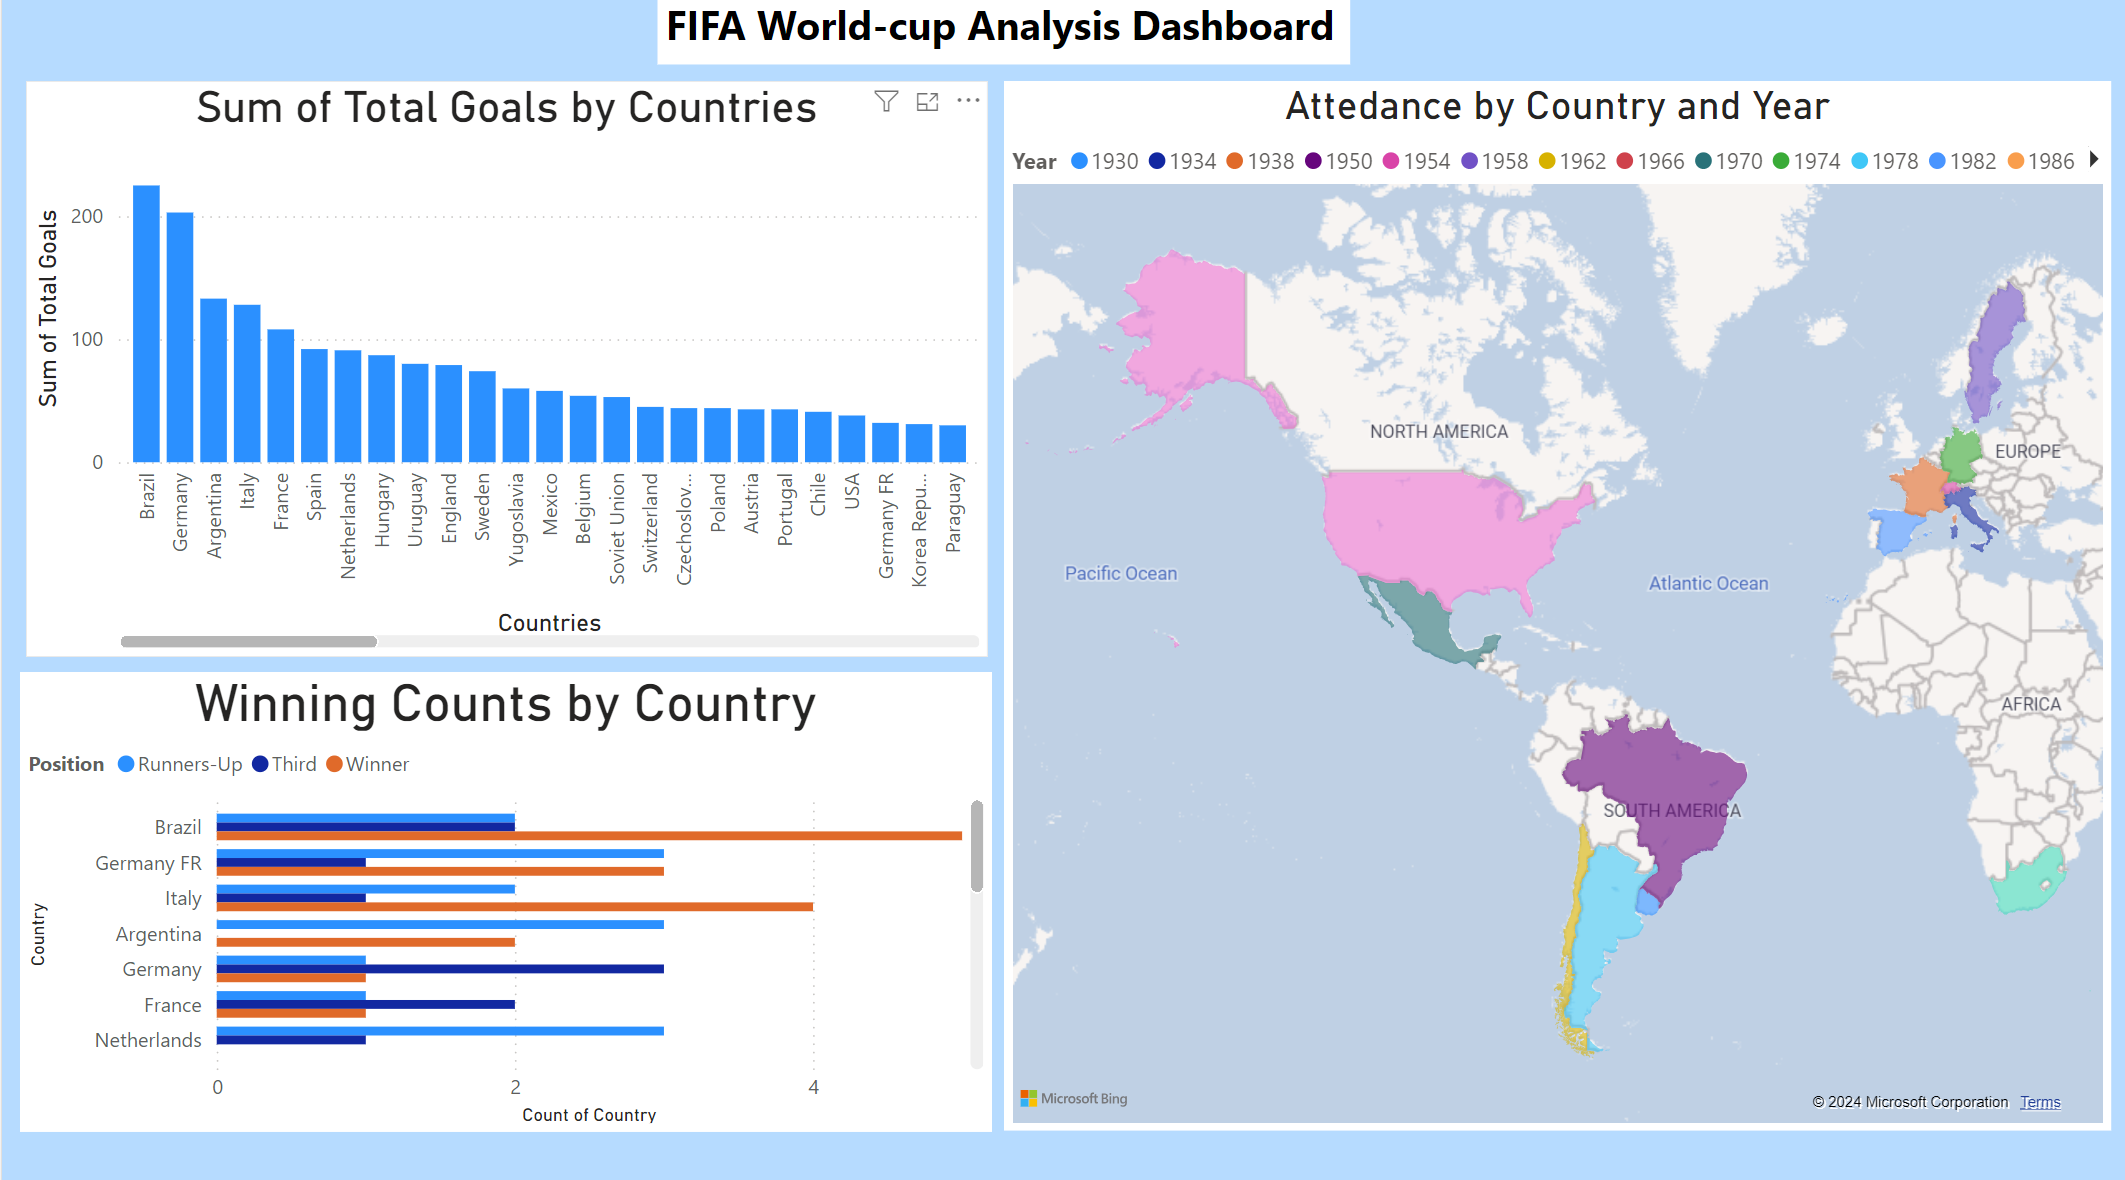 FIFA World-cup Analysis Dashboard
Sum of Total Goals by Countries
Sum of Total Goals
200
100
0
Brazil
Germany
Argentina
Italy
France
Spain
Netherlands
Hungary
Uruguay
England
Sweden
Yugoslavia
Mexico
Belgium
Soviet Union
Switzerland
Czechoslov...
Poland
Austria
Portugal
Chile
USA
Germany FR
Korea Repu...
Paraguay
Countries
Winning Counts by Country
Position Runners-Up Third Winner
Country
Brazil
Germany FR
Italy
Argentina
Germany
France
Netherlands
0 2 4
Count of Country
Attedance by Country and Year
Year 1930 1934 1938 1950 1954 1958 1962 1966 1970 1974 1978 1982 1986
NORTH AMERICA
EUROPE
Pacific Ocean
Atlantic Ocean
AFRICA
SOUTH AMERICA
Microsoft Bing
© 2024 Microsoft Corporation Terms